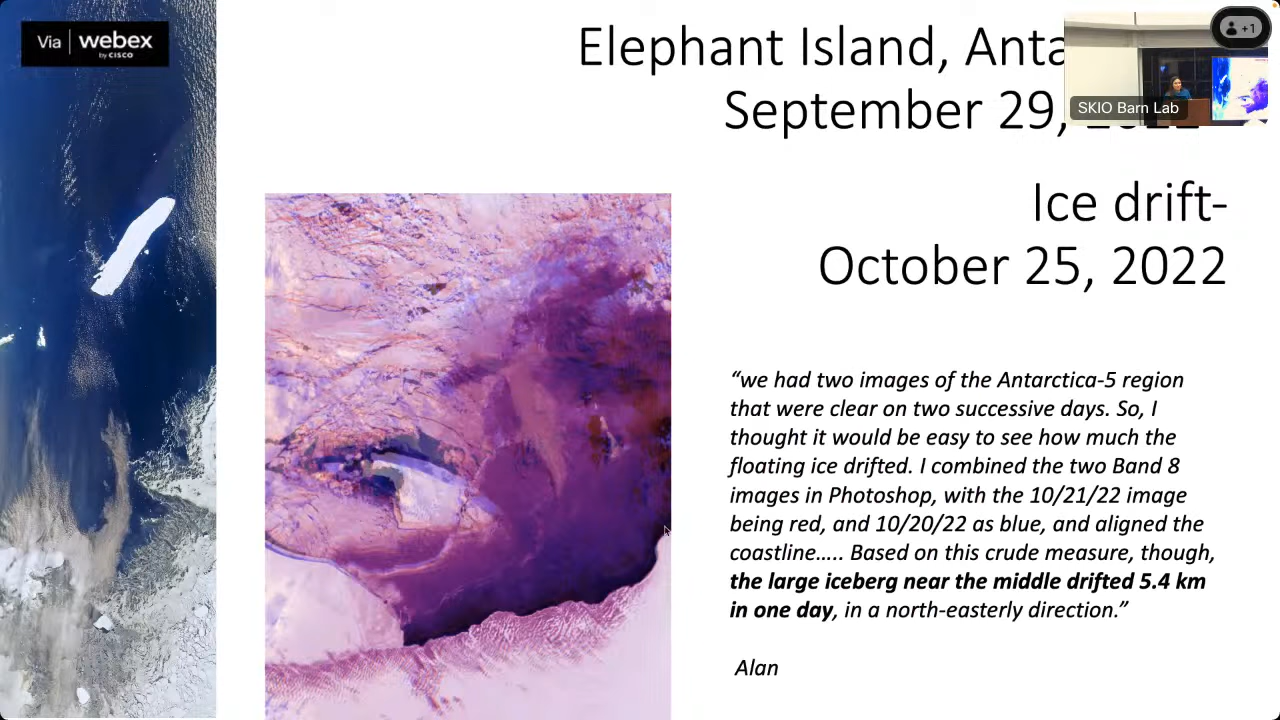 Via webex
by CISCO
Elephant Island,
September 29,
+1
SKIO Barn Lab
Ice drift-
October 25, 2022
“we had two images of the Antarctica-5 region
that were clear on two successive days. So, I
thought it would be easy to see how much the
floating ice drifted. I combined the two Band 8
images in Photoshop, with the 10/21/22 image
being red, and 10/20/22 as blue, and aligned the
coastline….. Based on this crude measure, though,
the large iceberg near the middle drifted 5.4 km
in one day, in a north-easterly direction.”
Alan